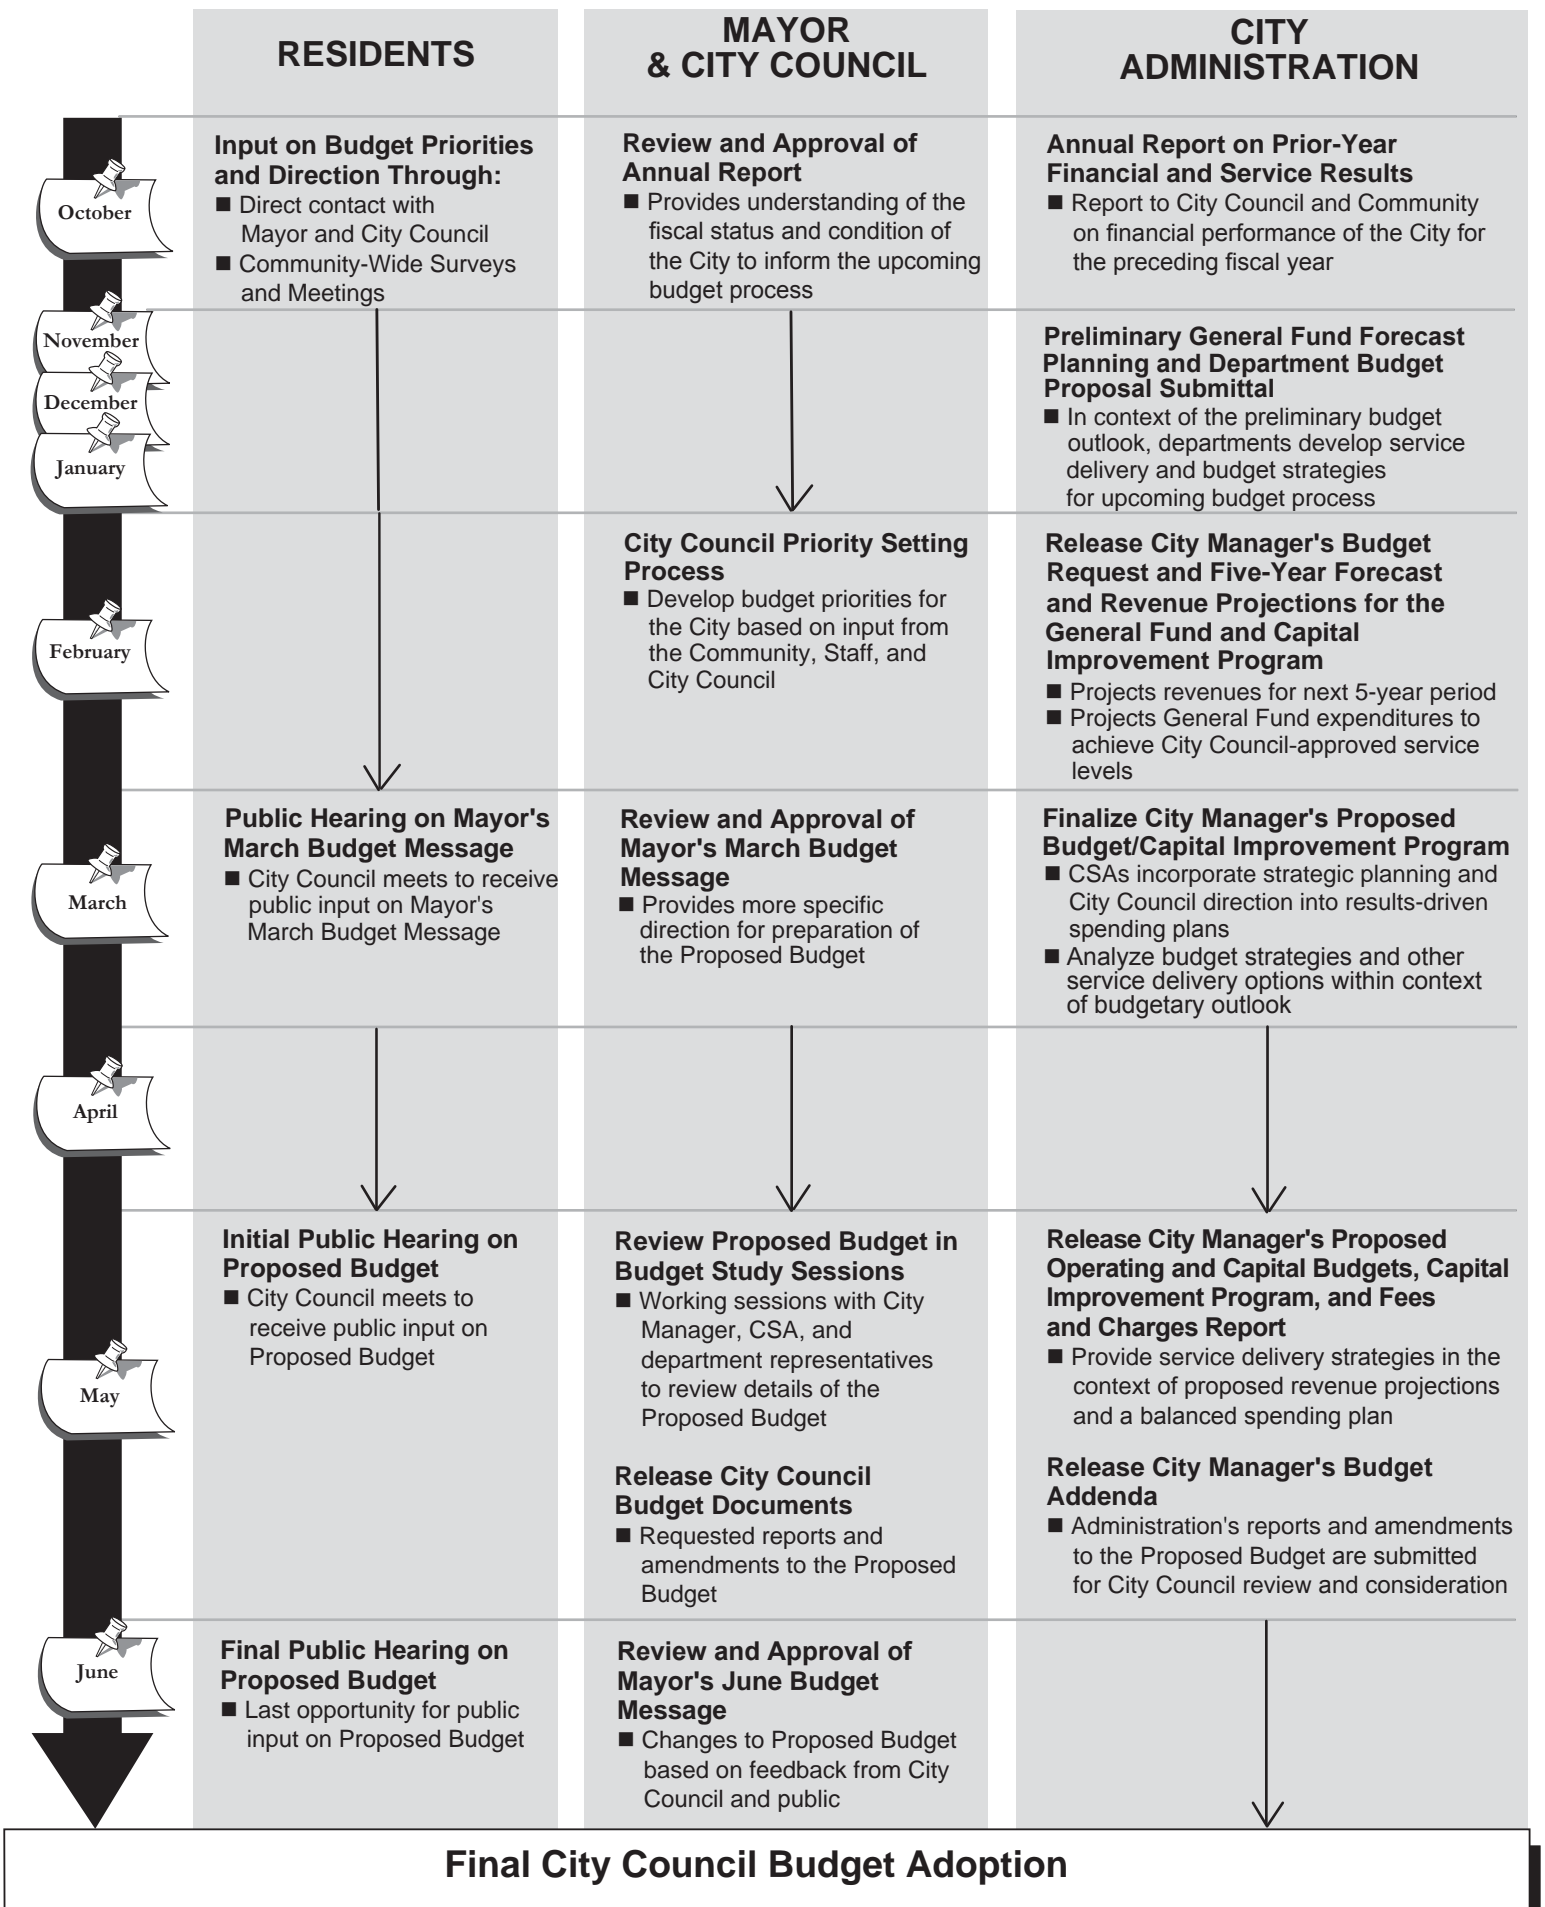 RESIDENTS
MAYOR
& CITY COUNCIL
CITY
ADMINISTRATION
October
Input on Budget Priorities
and Direction Through:
■ Direct contact with
Mayor and City Council
■ Community-Wide Surveys
and Meetings
Review and Approval of
Annual Report
■ Provides understanding of the
fiscal status and condition of
the City to inform the upcoming
budget process
Annual Report on Prior-Year
Financial and Service Results
■ Report to City Council and Community
on financial performance of the City for
the preceding fiscal year
November
December
January
Preliminary General Fund Forecast
Planning and Department Budget
Proposal Submittal
■ In context of the preliminary budget
outlook, departments develop service
delivery and budget strategies
for upcoming budget process
February
City Council Priority Setting
Process
■ Develop budget priorities for
the City based on input from
the Community, Staff, and
City Council
Release City Manager's Budget
Request and Five-Year Forecast
and Revenue Projections for the
General Fund and Capital
Improvement Program
■ Projects revenues for next 5-year period
■ Projects General Fund expenditures to
achieve City Council-approved service
levels
March
Public Hearing on Mayor's
March Budget Message
■ City Council meets to receive
public input on Mayor's
March Budget Message
Review and Approval of
Mayor's March Budget
Message
■ Provides more specific
direction for preparation of
the Proposed Budget
Finalize City Manager's Proposed
Budget/Capital Improvement Program
■ CSAs incorporate strategic planning and
City Council direction into results-driven
spending plans
■ Analyze budget strategies and other
service delivery options within context
of budgetary outlook
April
May
Initial Public Hearing on
Proposed Budget
■ City Council meets to
receive public input on
Proposed Budget
Review Proposed Budget in
Budget Study Sessions
■ Working sessions with City
Manager, CSA, and
department representatives
to review details of the
Proposed Budget
Release City Council
Budget Documents
■ Requested reports and
amendments to the Proposed
Budget
Release City Manager's Proposed
Operating and Capital Budgets, Capital
Improvement Program, and Fees
and Charges Report
■ Provide service delivery strategies in the
context of proposed revenue projections
and a balanced spending plan
Release City Manager's Budget
Addenda
■ Administration's reports and amendments
to the Proposed Budget are submitted
for City Council review and consideration
June
Final Public Hearing on
Proposed Budget
■ Last opportunity for public
input on Proposed Budget
Review and Approval of
Mayor's June Budget
Message
■ Changes to Proposed Budget
based on feedback from City
Council and public
Final City Council Budget Adoption